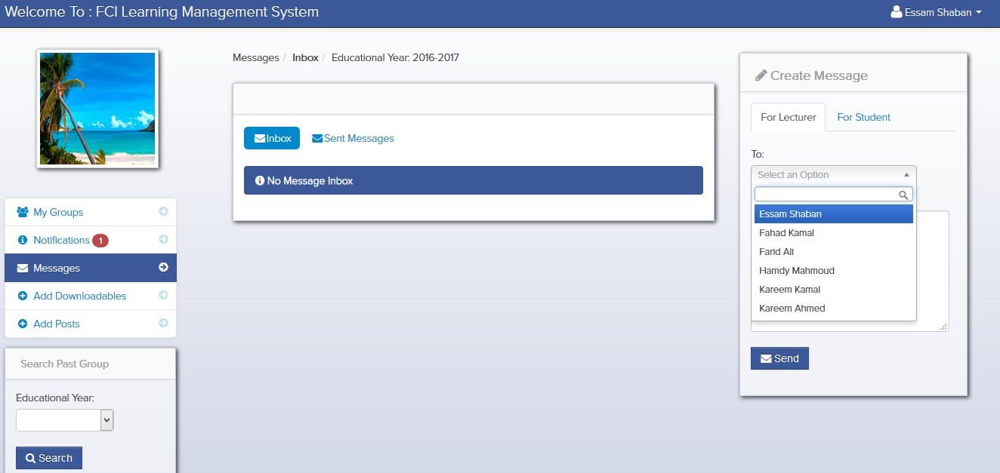 Welcome To : FCI Learning Management System
Essam Shaban
Messages / Inbox / Educational Year: 2016-2017
Inbox
Sent Messages
No Message Inbox
My Groups
Notifications 1
Messages
Add Downloadables
Add Posts
Search Past Group
Educational Year:
Search
Create Message
For Lecturer
For Student
To:
Select an Option
Essam Shaban
Fahad Kamal
Farid Ali
Hamdy Mahmoud
Kareem Kamal
Kareem Ahmed
Send